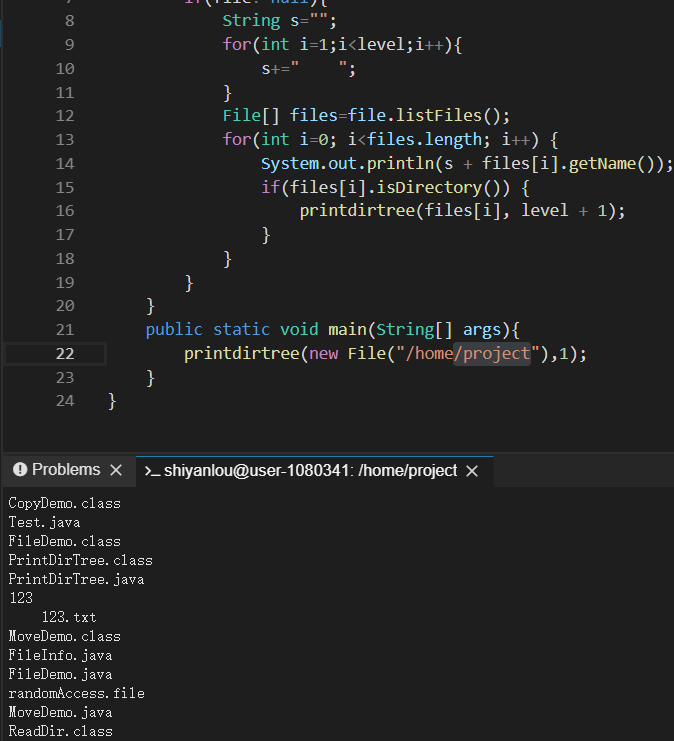 8 String s="";
9 for(int i=1;i<level;i++){
10 s+="    ";
11 }
12 File[] files=file.listFiles();
13 for(int i=0; i<files.length; i++) {
14 System.out.println(s + files[i].getName());
15 if(files[i].isDirectory()) {
16 printdirtree(files[i], level + 1);
17 }
18 }
19 }
20 }
21 public static void main(String[] args){
22 printdirtree(new File("/home/project"),1);
23 }
24 }
Problems
shiyanlou@user-1080341: /home/project
CopyDemo.class
Test.java
FileDemo.class
PrintDirTree.class
PrintDirTree.java
123
    123.txt
MoveDemo.class
FileInfo.java
FileDemo.java
randomAccess.file
MoveDemo.java
ReadDir.class